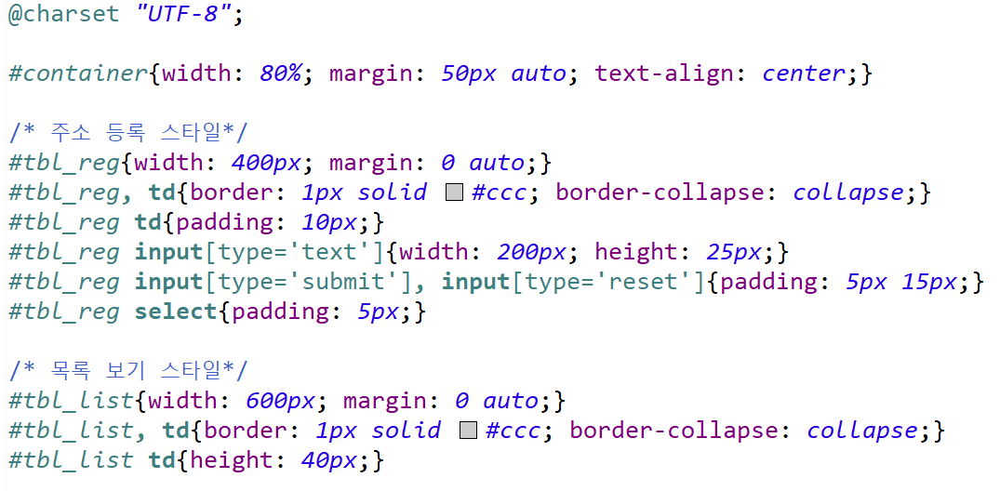 @charset "UTF-8";
#container{width: 80%; margin: 50px auto; text-align: center;}
/* 주소 등록 스타일*/
#tbl_reg{width: 400px; margin: 0 auto;}
#tbl_reg, td{border: 1px solid #ccc; border-collapse: collapse;}
#tbl_reg td{padding: 10px;}
#tbl_reg input[type='text']{width: 200px; height: 25px;}
#tbl_reg input[type='submit'], input[type='reset']{padding: 5px 15px;}
#tbl_reg select{padding: 5px;}
/* 목록 보기 스타일*/
#tbl_list{width: 600px; margin: 0 auto;}
#tbl_list, td{border: 1px solid #ccc; border-collapse: collapse;}
#tbl_list td{height: 40px;}